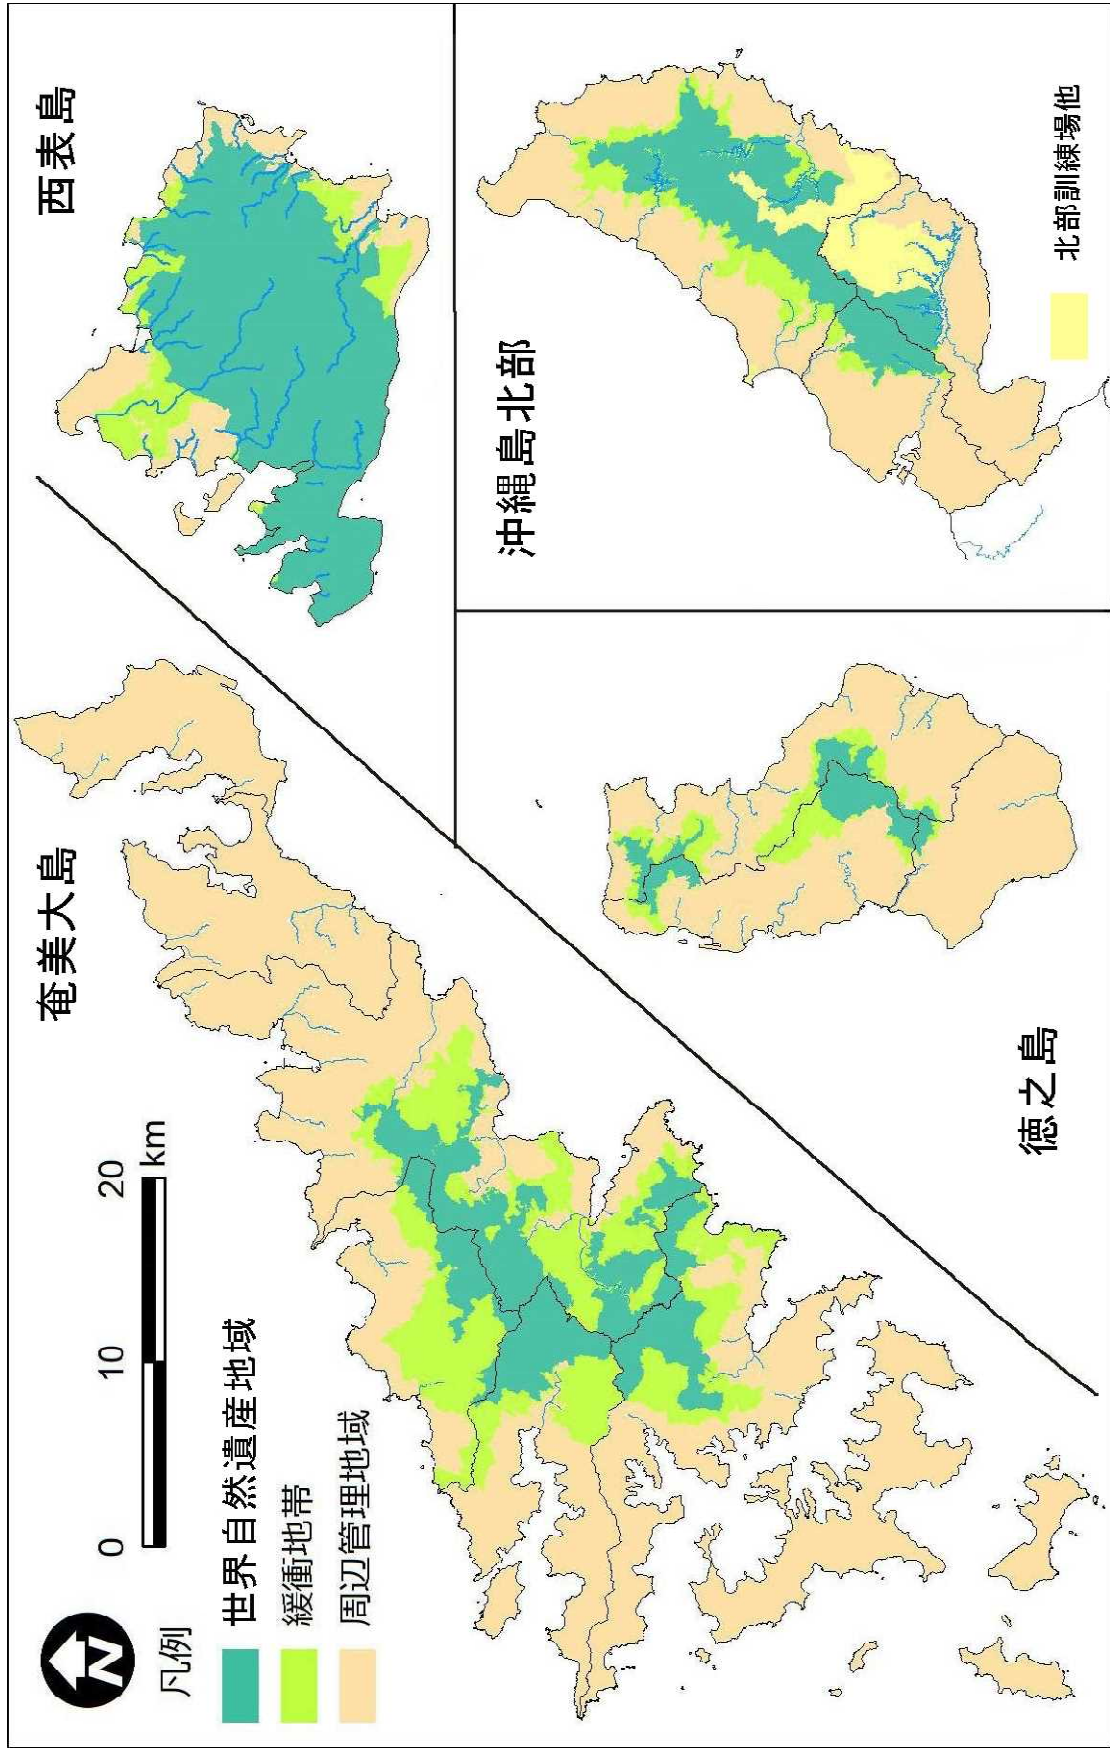 奄美大島
西表島
0 10 20
km
N
凡例
世界自然遺産地域
緩衝地帯
周辺管理地域
沖縄島北部
徳之島
北部訓練場他